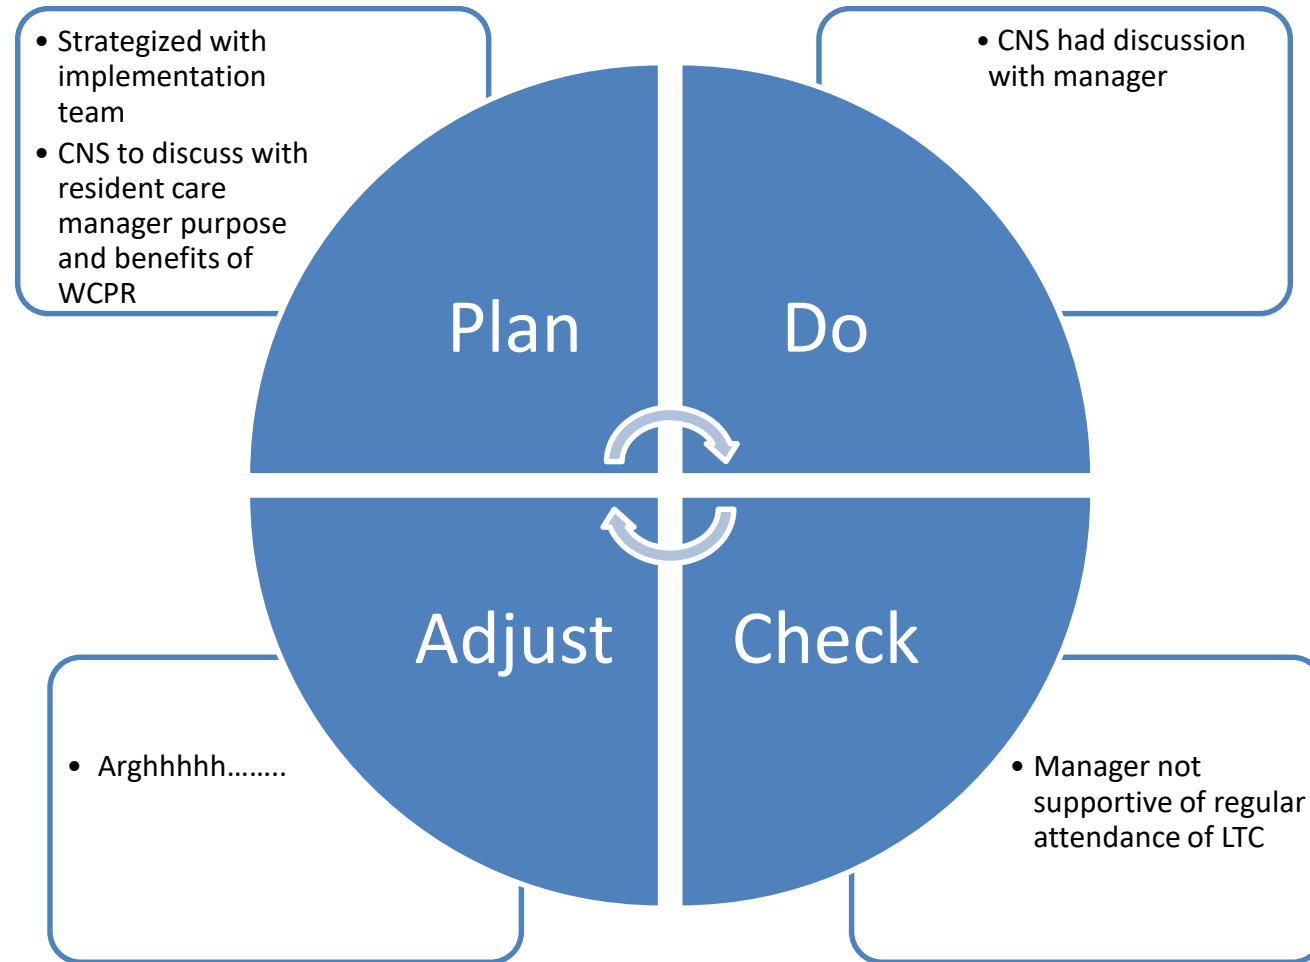 • Strategized with
implementation
team
• CNS to discuss with
resident care
manager purpose
and benefits of
WCPR
• CNS had discussion
with manager
Plan
Do
Adjust
Check
• Arghhhhh........
• Manager not
supportive of regular
attendance of LTC